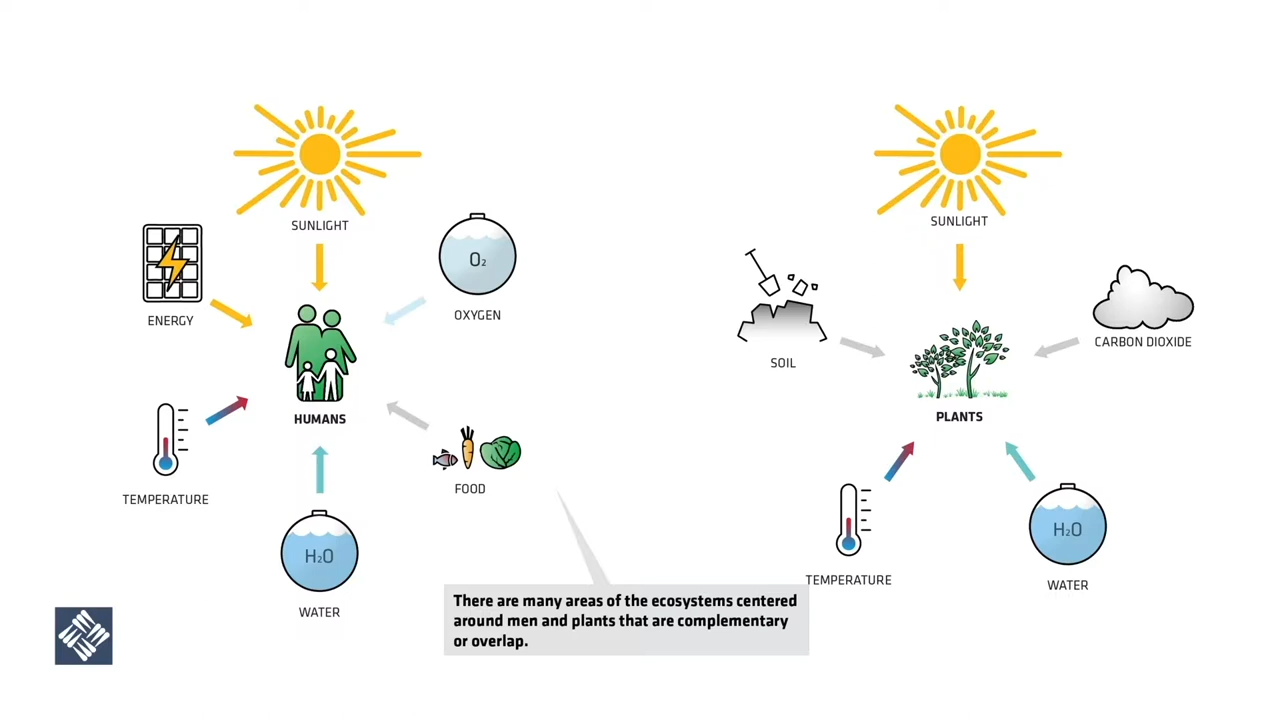 SUNLIGHT
O₂
ENERGY
OXYGEN
HUMANS
TEMPERATURE
FOOD
H₂O
WATER
SUNLIGHT
SOIL
CARBON DIOXIDE
PLANTS
TEMPERATURE
H₂O
WATER
There are many areas of the ecosystems centered
around men and plants that are complementary
or overlap.